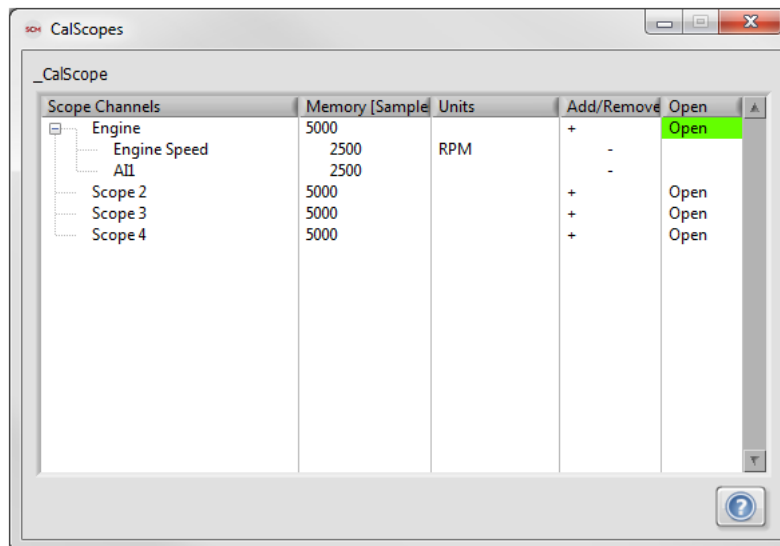 SCM CalScopes
_CalScope
Scope Channels Memory [Sample Units Add/Remove Open
Engine 5000 + Open
Engine Speed 2500 RPM -
AI1 2500 -
Scope 2 5000 + Open
Scope 3 5000 + Open
Scope 4 5000 + Open